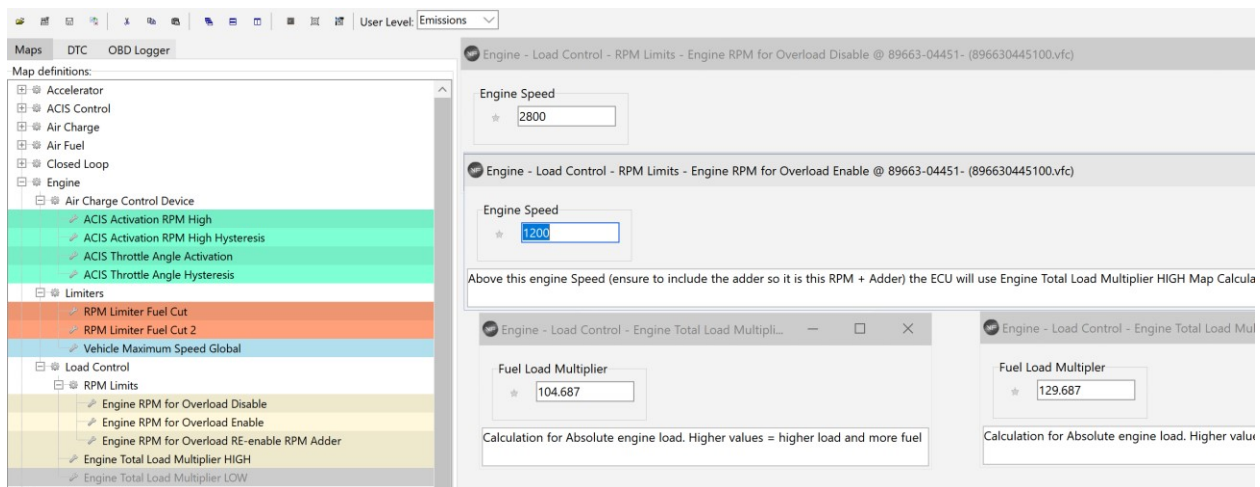 User Level: Emissions
Maps DTC OBD Logger
Map definitions:
Accelerator
ACIS Control
Air Charge
Air Fuel
Closed Loop
Engine
Air Charge Control Device
ACIS Activation RPM High
ACIS Activation RPM High Hysteresis
ACIS Throttle Angle Activation
ACIS Throttle Angle Hysteresis
Limiters
RPM Limiter Fuel Cut
RPM Limiter Fuel Cut 2
Vehicle Maximum Speed Global
Load Control
RPM Limits
Engine RPM for Overload Disable
Engine RPM for Overload Enable
Engine RPM for Overload RE-enable RPM Adder
Engine Total Load Multiplier HIGH
Engine Total Load Multiplier LOW
Engine - Load Control - RPM Limits - Engine RPM for Overload Disable @ 89663-04451- (896630445100.vfc)
Engine Speed
2800
Engine - Load Control - RPM Limits - Engine RPM for Overload Enable @ 89663-04451- (896630445100.vfc)
Engine Speed
1200
Above this engine Speed (ensure to include the adder so it is this RPM + Adder) the ECU will use Engine Total Load Multiplier HIGH Map Calcula
Engine - Load Control - Engine Total Load Multipli...
Fuel Load Multiplier
104.687
Calculation for Absolute engine load. Higher values = higher load and more fuel
Engine - Load Control - Engine Total Load Mul
Fuel Load Multipler
129.687
Calculation for Absolute engine load. Higher value